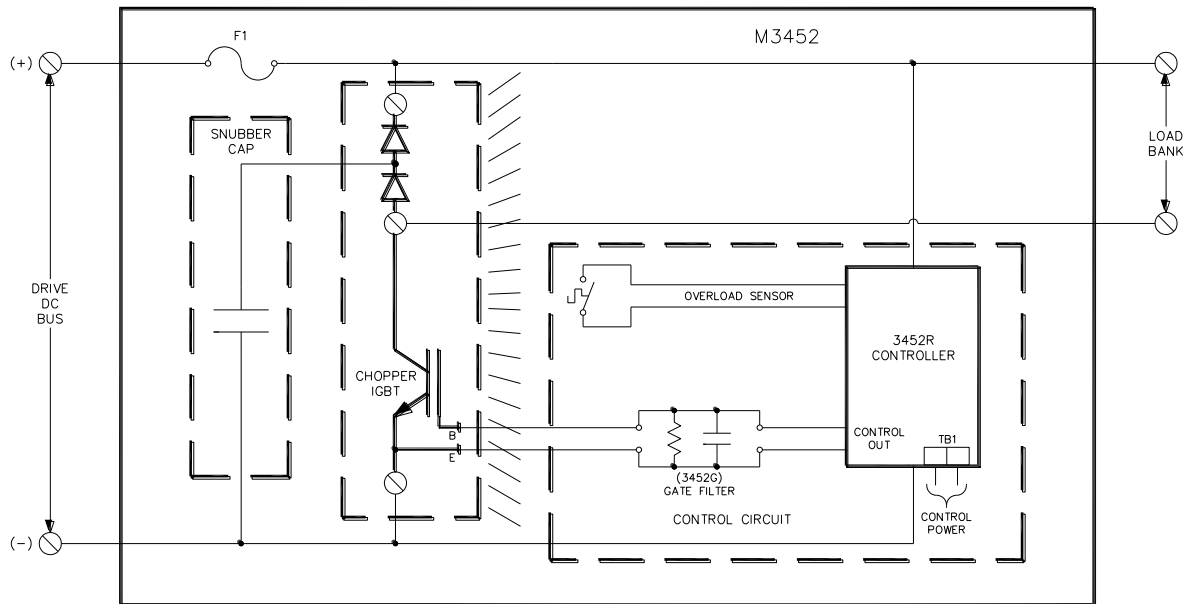 M3452
F1
(+)
SNUBBER
CAP
LOAD
BANK
DRIVE
DC
BUS
OVERLOAD SENSOR
3452R
CONTROLLER
CHOPPER
IGBT
B
E
CONTROL
OUT
TB1
(3452G)
GATE FILTER
CONTROL CIRCUIT
CONTROL
POWER
(-)